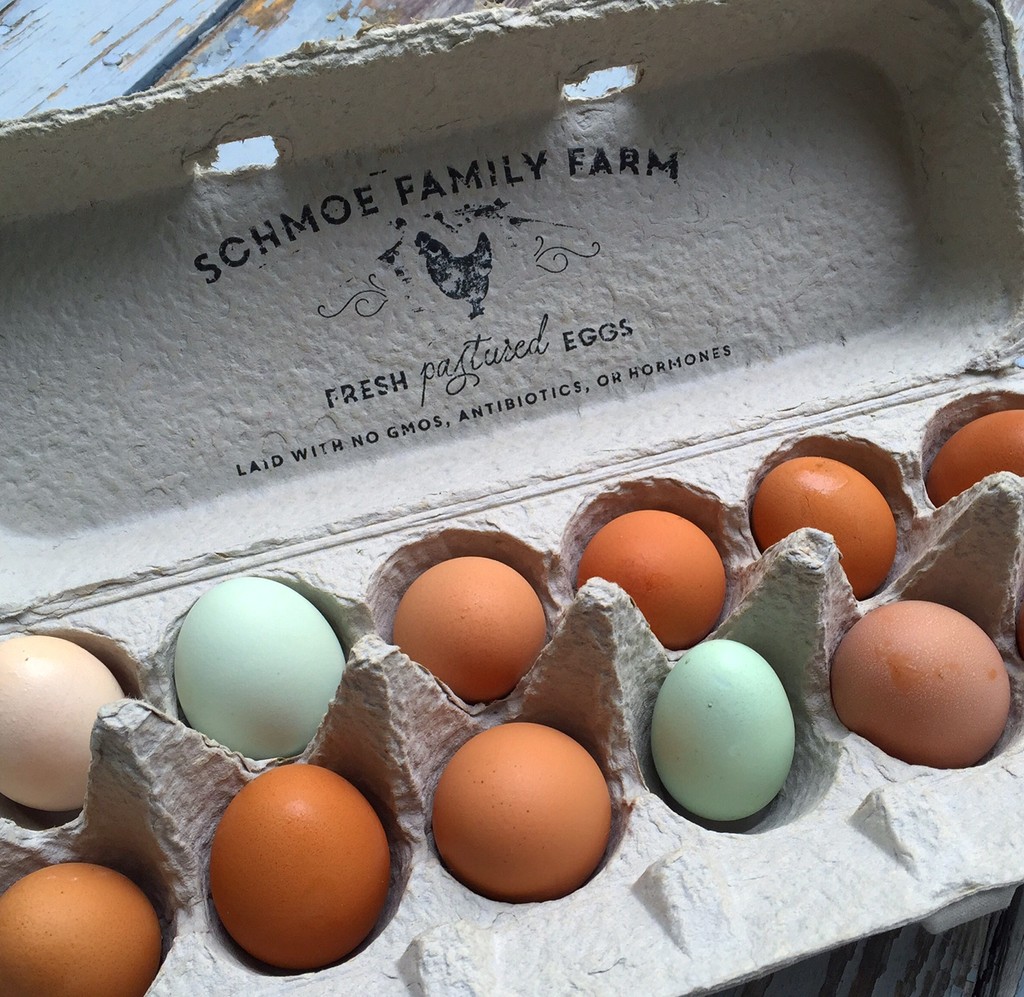 SCHMOE FAMILY FARM
FRESH pastured EGGS
LAID WITH NO GMOS, ANTIBIOTICS, OR HORMONES